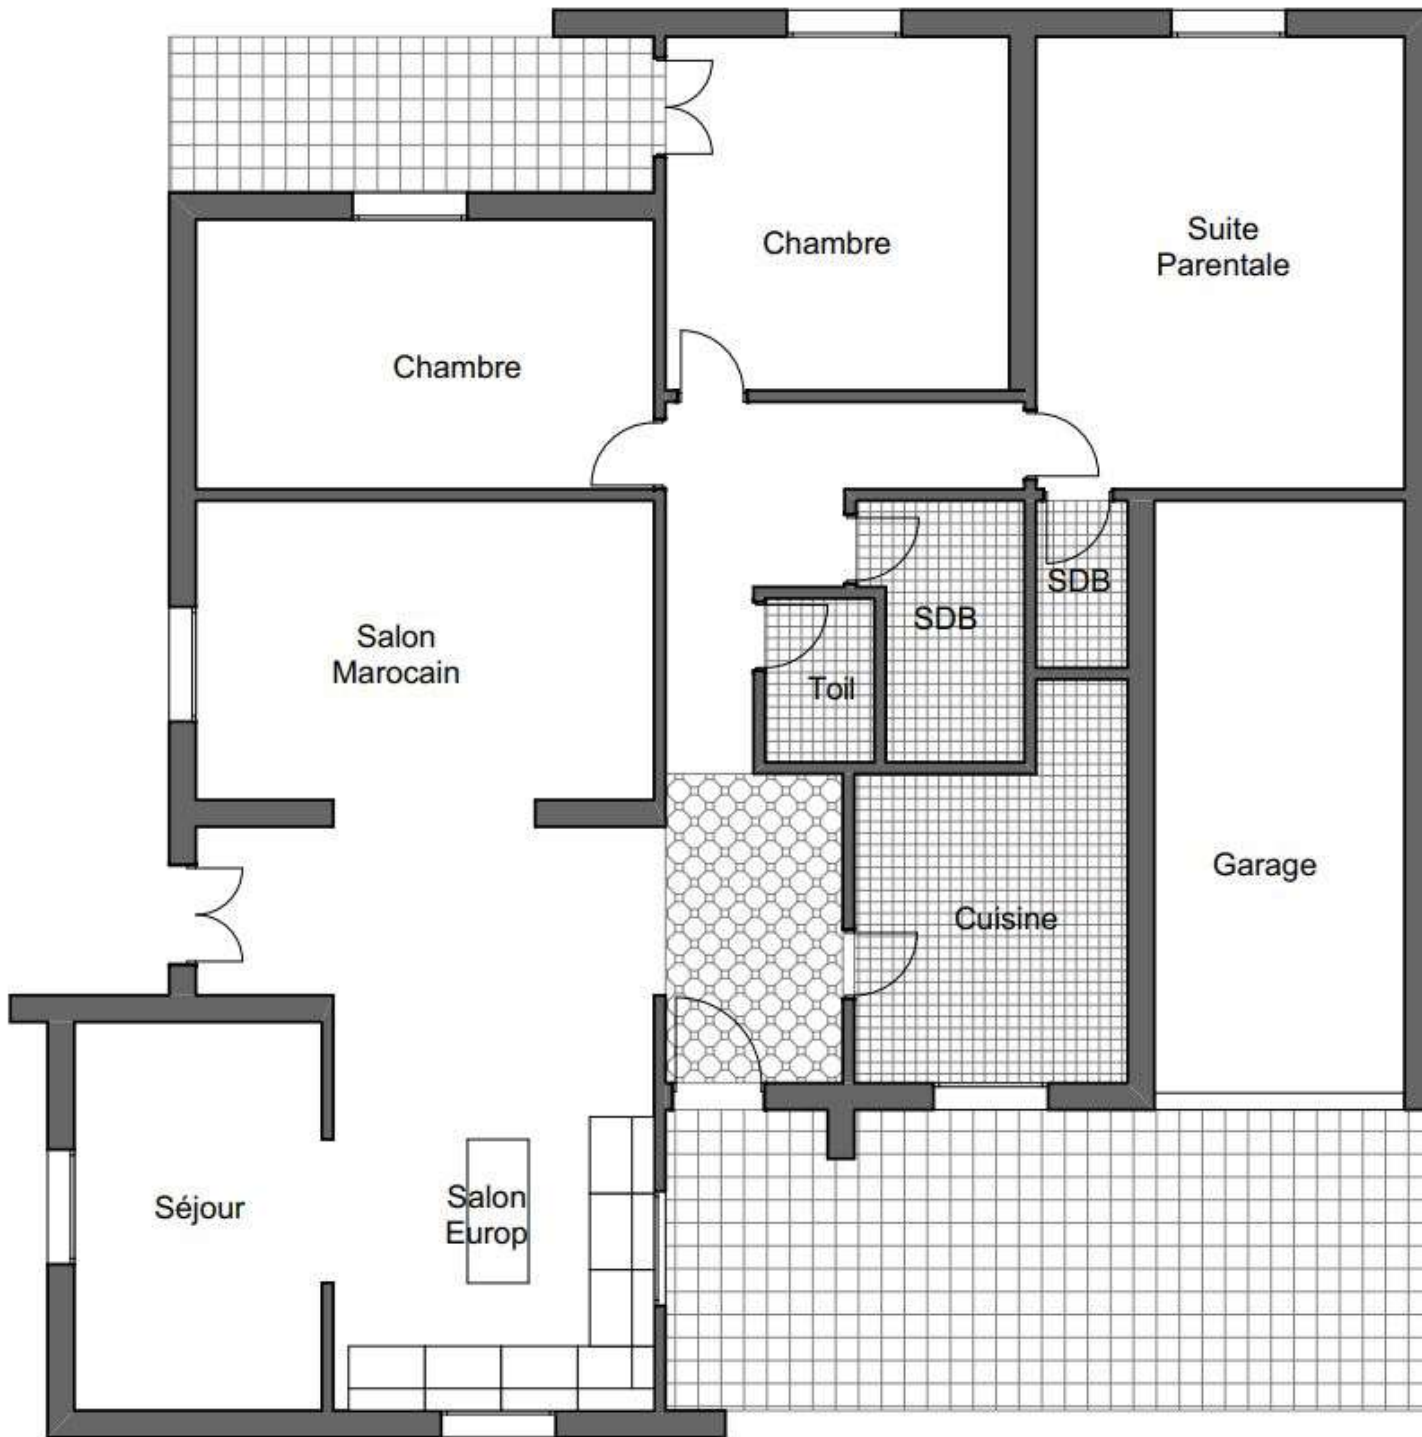 Suite
Parentale
Chambre
Chambre
SDB
SDB
Salon
Marocain
Toil
Garage
Cuisine
Séjour
Salon
Europ